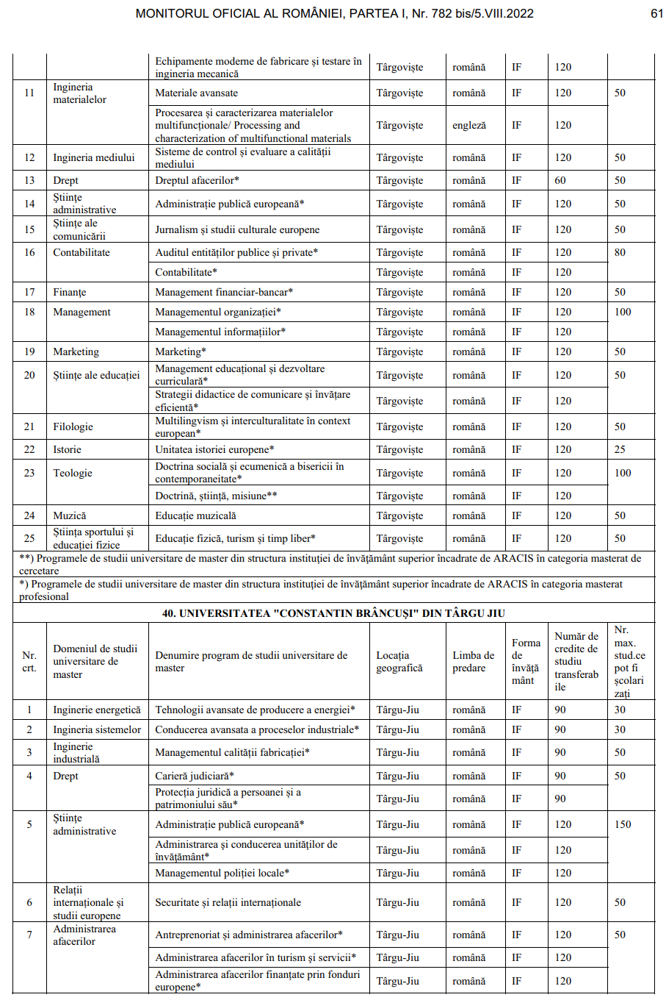 MONITORUL OFICIAL AL ROMÂNIEI, PARTEA I, Nr. 782 bis/5.VIII.2022 61
Echipamente moderne de fabricare și testare în
ingineria mecanică Târgoviște română IF 120
11 Ingineria
materialelor Materiale avansate Târgoviște română IF 120 50
Procesarea și caracterizarea materialelor
multifuncționale/ Processing and
characterization of multifunctional materials Târgoviște engleză IF 120
12 Ingineria mediului Sisteme de control și evaluare a calității
mediului Târgoviște română IF 120 50
13 Drept Dreptul afacerilor* Târgoviște română IF 60 50
14 Științe
administrative Administrație publică europeană* Târgoviște română IF 120 50
15 Științe ale
comunicării Jurnalism și studii culturale europene Târgoviște română IF 120 50
16 Contabilitate Auditul entităților publice și private* Târgoviște română IF 120 80
Contabilitate* Târgoviște română IF 120
17 Finanțe Management financiar-bancar* Târgoviște română IF 120 50
18 Management Managementul organizației* Târgoviște română IF 120 100
Managementul informațiilor* Târgoviște română IF 120
19 Marketing Marketing* Târgoviște română IF 120 50
20 Științe ale educației Management educațional și dezvoltare
curriculară* Târgoviște română IF 120 50
Strategii didactice de comunicare și învățare
eficientă* Târgoviște română IF 120
21 Filologie Multilingvism și interculturalitate în context
european* Târgoviște română IF 120 50
22 Istorie Unitatea istoriei europene* Târgoviște română IF 120 25
23 Teologie Doctrina socială și ecumenică a bisericii în
contemporaneitate* Târgoviște română IF 120 100
Doctrină, știință, misiune** Târgoviște română IF 120
24 Muzică Educație muzicală Târgoviște română IF 120 50
25 Știința sportului și
educației fizice Educație fizică, turism și timp liber* Târgoviște română IF 120 50
**) Programele de studii universitare de master din structura instituției de învățământ superior încadrate de ARACIS în categoria masterat de
cercetare
*) Programele de studii universitare de master din structura instituției de învățământ superior încadrate de ARACIS în categoria masterat
profesional
40. UNIVERSITATEA "CONSTANTIN BRÂNCUȘI" DIN TÂRGU JIU
Nr.
crt. Domeniul de studii
universitare de
master Denumire program de studii universitare de
master Locația
geografică Limba de
predare Forma
de
învăță
mânt Număr de
credite de
studiu
transferab
ile Nr.
max.
stud.ce
pot fi
școlari
zați
1 Inginerie energetică Tehnologii avansate de producere a energiei* Târgu-Jiu română IF 90 30
2 Ingineria sistemelor Conducerea avansata a proceselor industriale* Târgu-Jiu română IF 90 30
3 Inginerie
industrială Managementul calității fabricației* Târgu-Jiu română IF 90 50
4 Drept Carieră judiciară* Târgu-Jiu română IF 90 50
Protecția juridică a persoanei și a
patrimoniului său* Târgu-Jiu română IF 90
5 Științe
administrative Administrație publică europeană* Târgu-Jiu română IF 120 150
Administrarea și conducerea unităților de
învățământ* Târgu-Jiu română IF 120
Managementul poliției locale* Târgu-Jiu română IF 120
6 Relații
internaționale și
studii europene Securitate și relații internaționale Târgu-Jiu română IF 120 50
7 Administrarea
afacerilor Antreprenoriat și administrarea afacerilor* Târgu-Jiu română IF 120 50
Administrarea afacerilor în turism și servicii* Târgu-Jiu română IF 120
Administrarea afacerilor finanțate prin fonduri
europene* Târgu-Jiu română IF 120